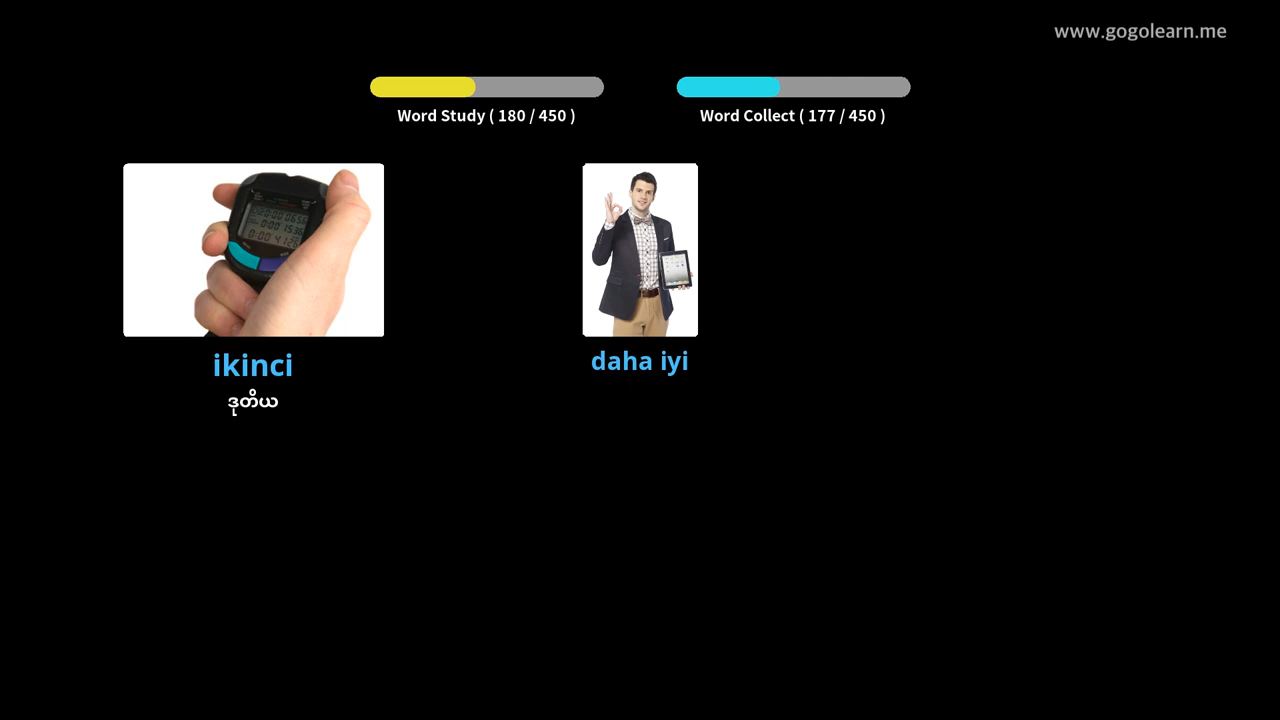 www.gogolearn.me
Word Study ( 180 / 450 )
Word Collect ( 177 / 450 )
ikinci
ဒုတိယ
daha iyi